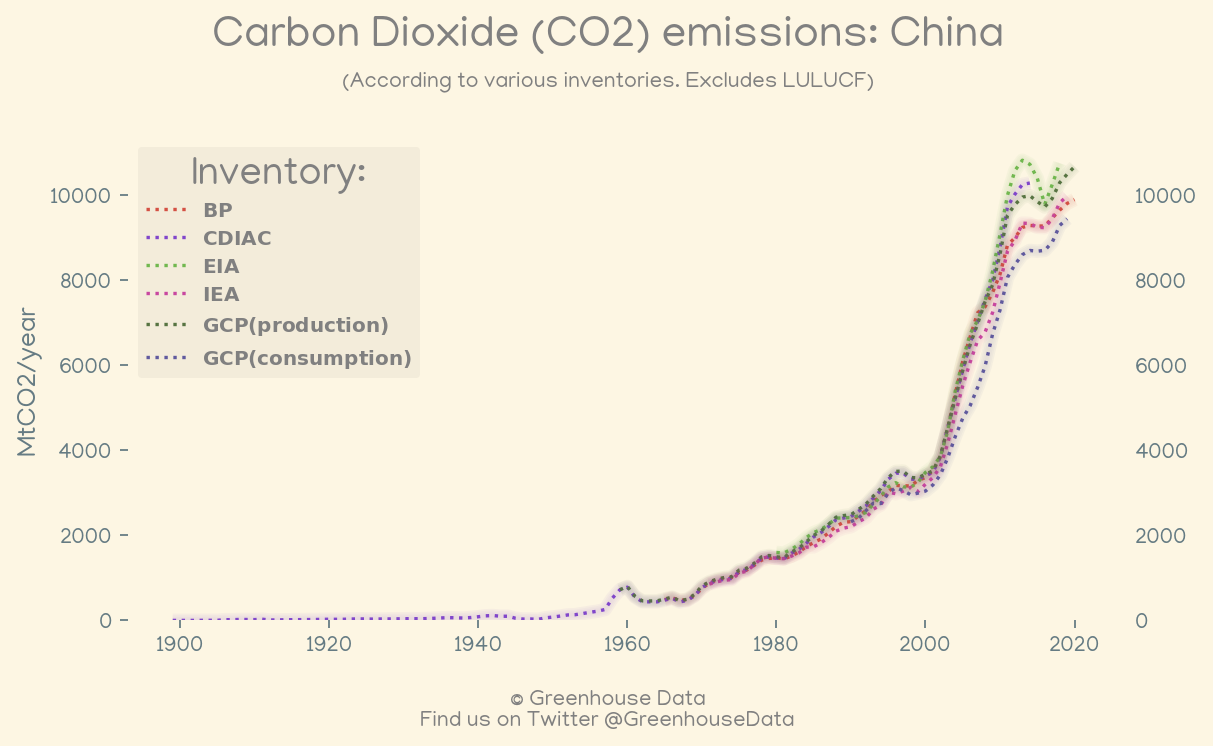 Carbon Dioxide (CO2) emissions: China
(According to various inventories. Excludes LULUCF)
Inventory:
BP
CDIAC
EIA
IEA
GCP(production)
GCP(consumption)
MtCO2/year
10000
8000
6000
4000
2000
0
10000
8000
6000
4000
2000
0
1900 1920 1940 1960 1980 2000 2020
© Greenhouse Data
Find us on Twitter @GreenhouseData